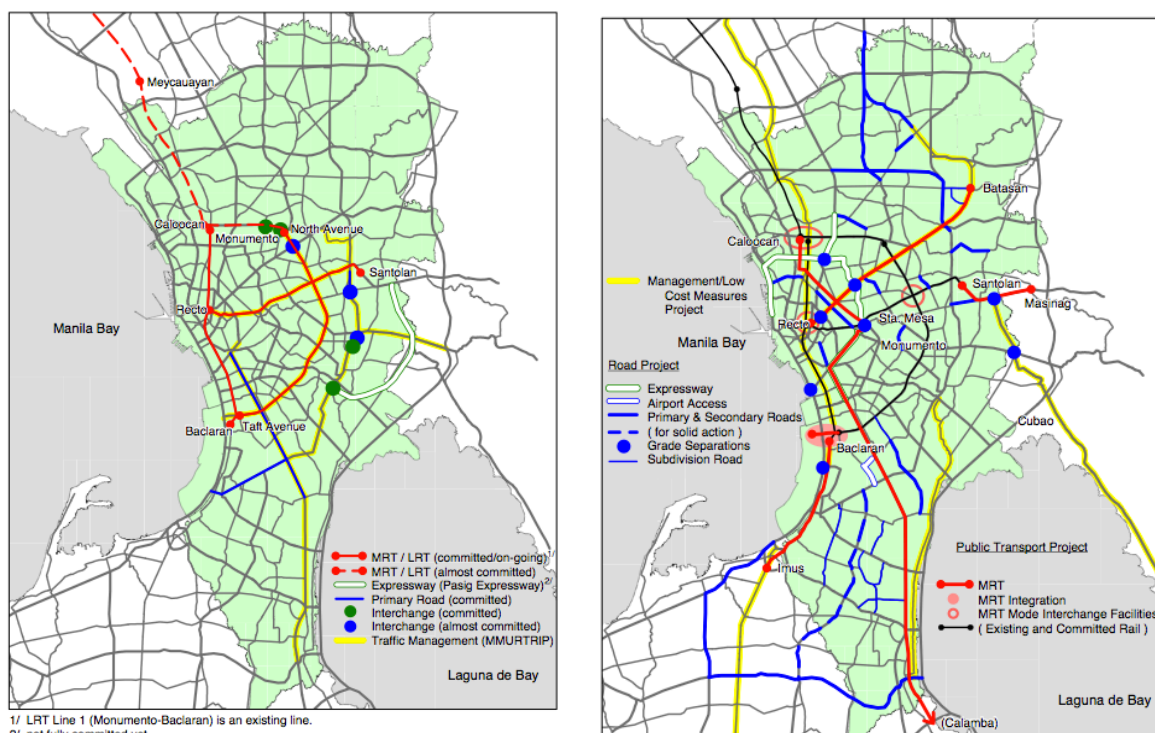 Meycauayan
Caloocan
Monumento
North Avenue
Santolan
Recto
Manila Bay
Taft Avenue
Baclaran
MRT / LRT (committed/on-going) 1/
MRT / LRT (almost committed)
Expressway (Pasig Expressway) 2/
Primary Road (committed)
Interchange (committed)
Interchange (almost committed)
Traffic Management (MMURTRIP)
Laguna de Bay
1/ LRT Line 1 (Monumento-Baclaran) is an existing line.
2/ not fully committed yet
Batasan
Caloocan
Management/Low
Cost Measures
Project
Santolan
Masinag
Recto
Sta. Mesa
Manila Bay
Monumento
Road Project
Expressway
Airport Access
Primary & Secondary Roads
( for solid action )
Grade Separations
Subdivision Road
Cubao
Baclaran
Imus
Public Transport Project
MRT
MRT Integration
MRT Mode Interchange Facilities
( Existing and Committed Rail )
Laguna de Bay
(Calamba)